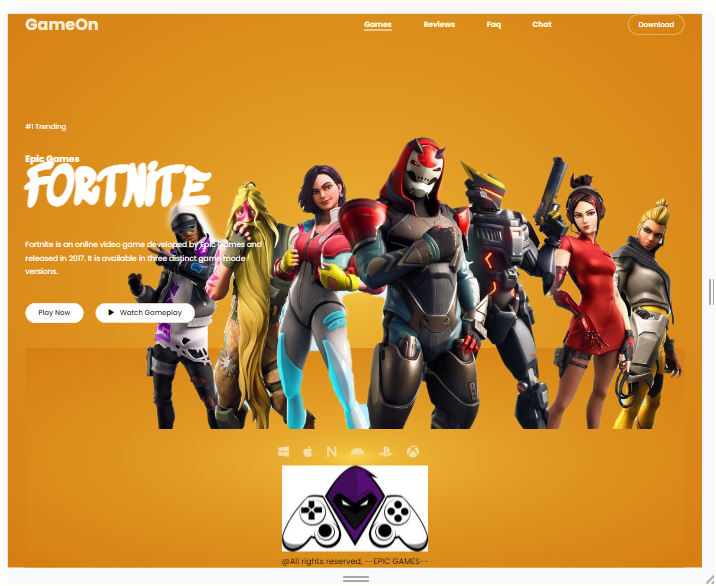 GameOn
Games Reviews Faq Chat Download
#1 Trending
Epic Games
FORTNITE
Fortnite is an online video game developed by Epic Games and
released in 2017. It is available in three distinct game mode
versions.
Play Now Watch Gameplay
@All rights reserved, --EPIC GAMES--